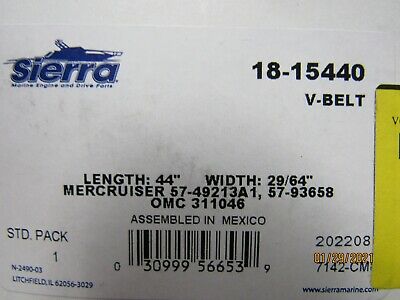 Sierra
Marine Engine and Drive Parts
18-15440
V-BELT
LENGTH: 44" WIDTH: 29/64"
MERCRUISER 57-49213A1, 57-93658
OMC 311046
ASSEMBLED IN MEXICO
STD. PACK
1
202208
0 30999 56653 9
7142-CM
N-2490-03
LITCHFIELD, IL 62056-3029
www.sierramarine.com
01/29/2021